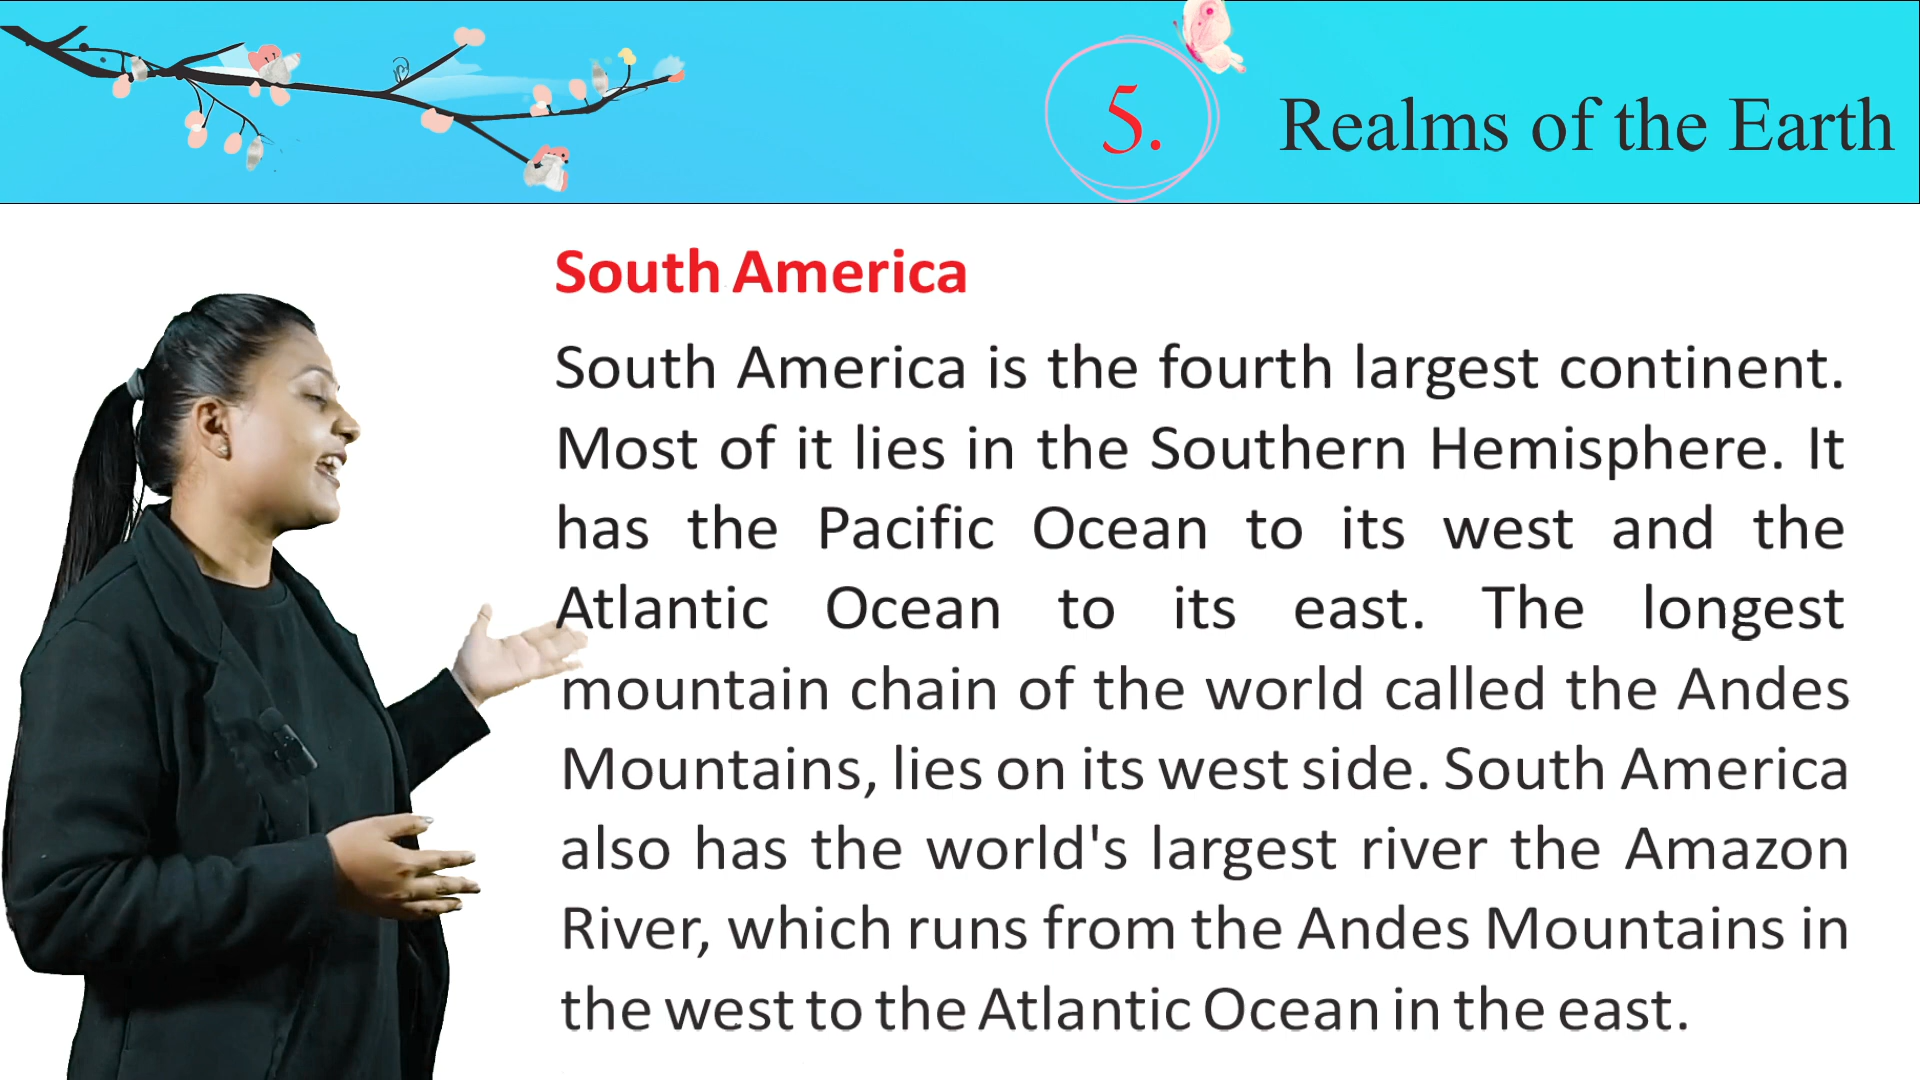 5. Realms of the Earth
South America
South America is the fourth largest continent.
Most of it lies in the Southern Hemisphere. It
has the Pacific Ocean to its west and the
Atlantic Ocean to its east. The longest
mountain chain of the world called the Andes
Mountains, lies on its west side. South America
also has the world's largest river the Amazon
River, which runs from the Andes Mountains in
the west to the Atlantic Ocean in the east.